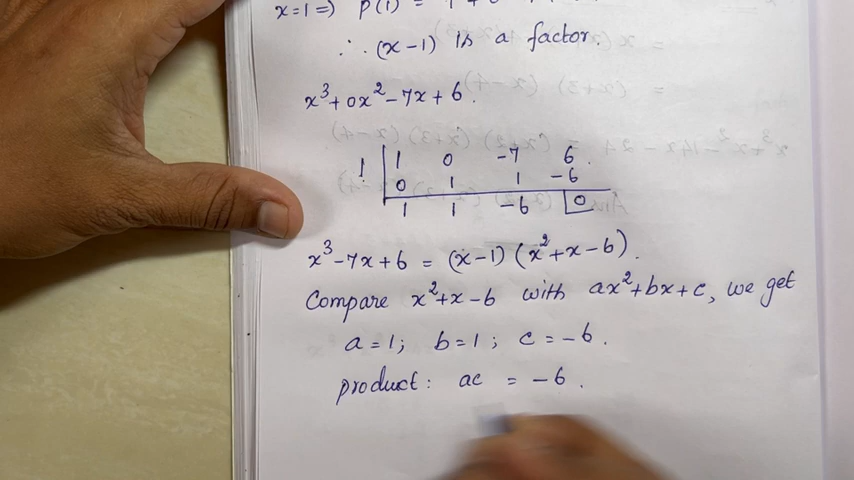 x=1 => p(1) =
∴ (x-1) is a factor.
x³+0x²-7x+6.
1 | 1 0 -7 6.
0 1 1 -6
1 1 -6 0
x³-7x+6 = (x-1)(x²+x-6).
Compare x²+x-6 with ax²+bx+c, we get
a=1; b=1; c=-6.
product: ac = -6.